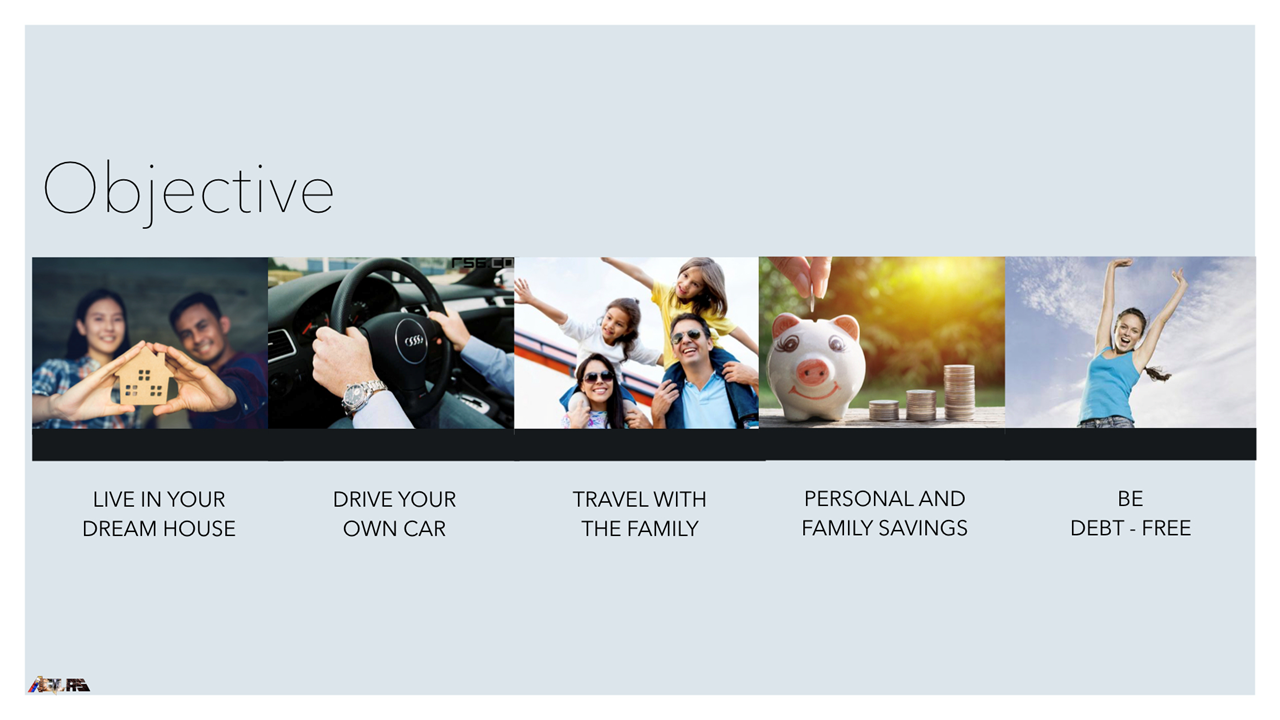 Objective
LIVE IN YOUR
DREAM HOUSE
DRIVE YOUR
OWN CAR
TRAVEL WITH
THE FAMILY
PERSONAL AND
FAMILY SAVINGS
BE
DEBT - FREE